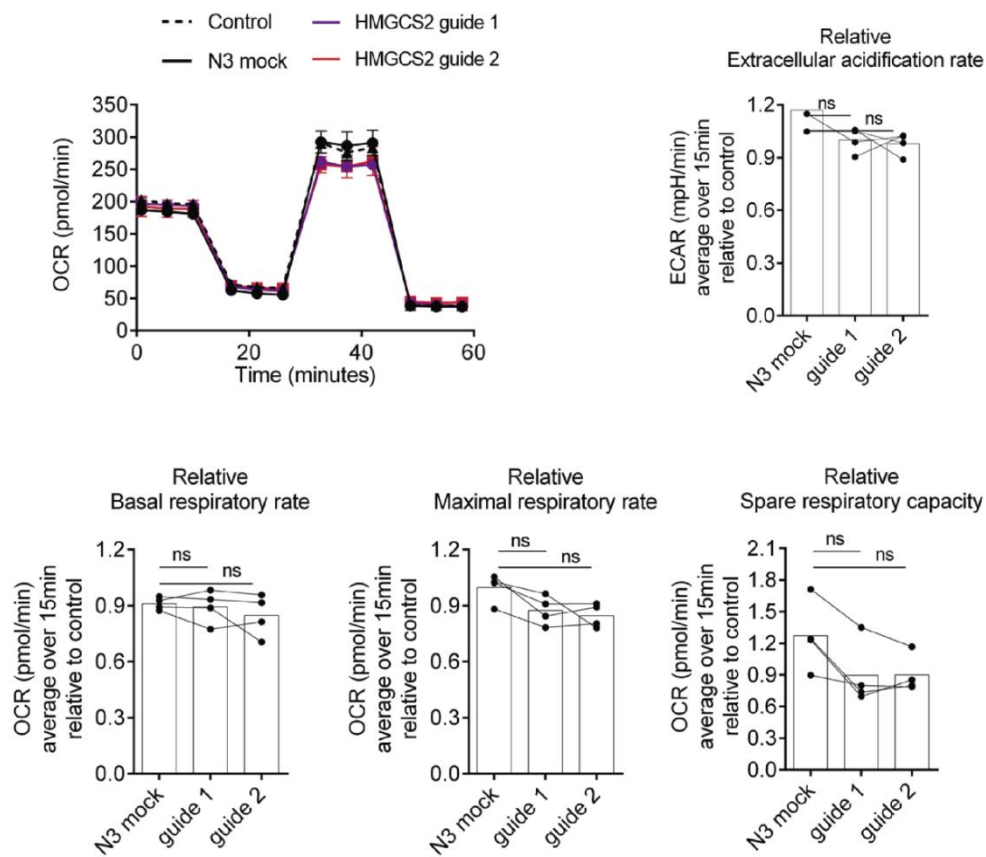 Control
HMGCS2 guide 1
N3 mock
HMGCS2 guide 2
OCR (pmol/min)
350
300
250
200
150
100
50
0
0
20
40
60
Time (minutes)
Relative
Extracellular acidification rate
ECAR (mpH/min)
average over 15min
relative to control
1.2
0.9
0.6
0.3
0.0
ns
ns
N3 mock
guide 1
guide 2
Relative
Basal respiratory rate
OCR (pmol/min)
average over 15min
relative to control
1.2
0.9
0.6
0.3
0.0
ns
ns
N3 mock
guide 1
guide 2
Relative
Maximal respiratory rate
OCR (pmol/min)
average over 15min
relative to control
1.2
0.9
0.6
0.3
0.0
ns
ns
N3 mock
guide 1
guide 2
Relative
Spare respiratory capacity
OCR (pmol/min)
average over 15min
relative to control
2.1
1.8
1.5
1.2
0.9
0.6
0.3
0.0
ns
ns
N3 mock
guide 1
guide 2